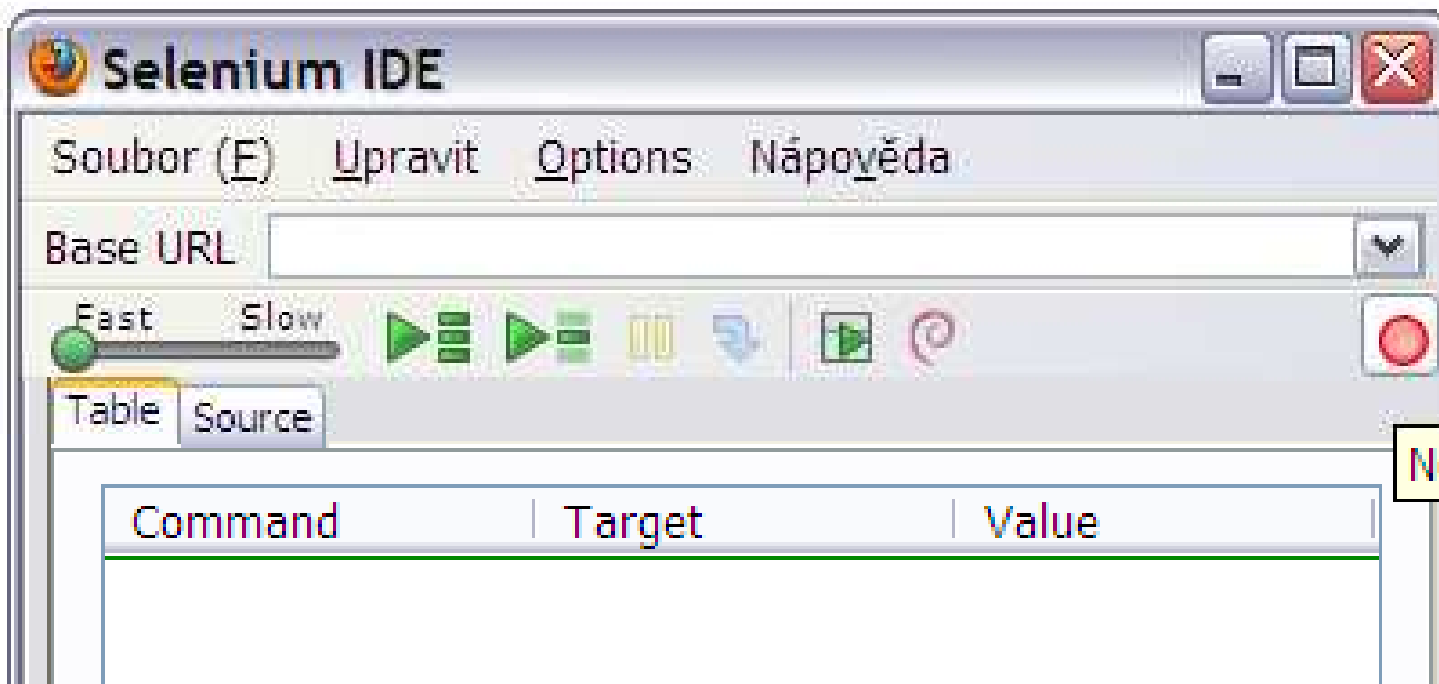 Selenium IDE
Soubor (F) Upravit Options Nápověda
Base URL
Fast Slow
Table Source
Command Target Value